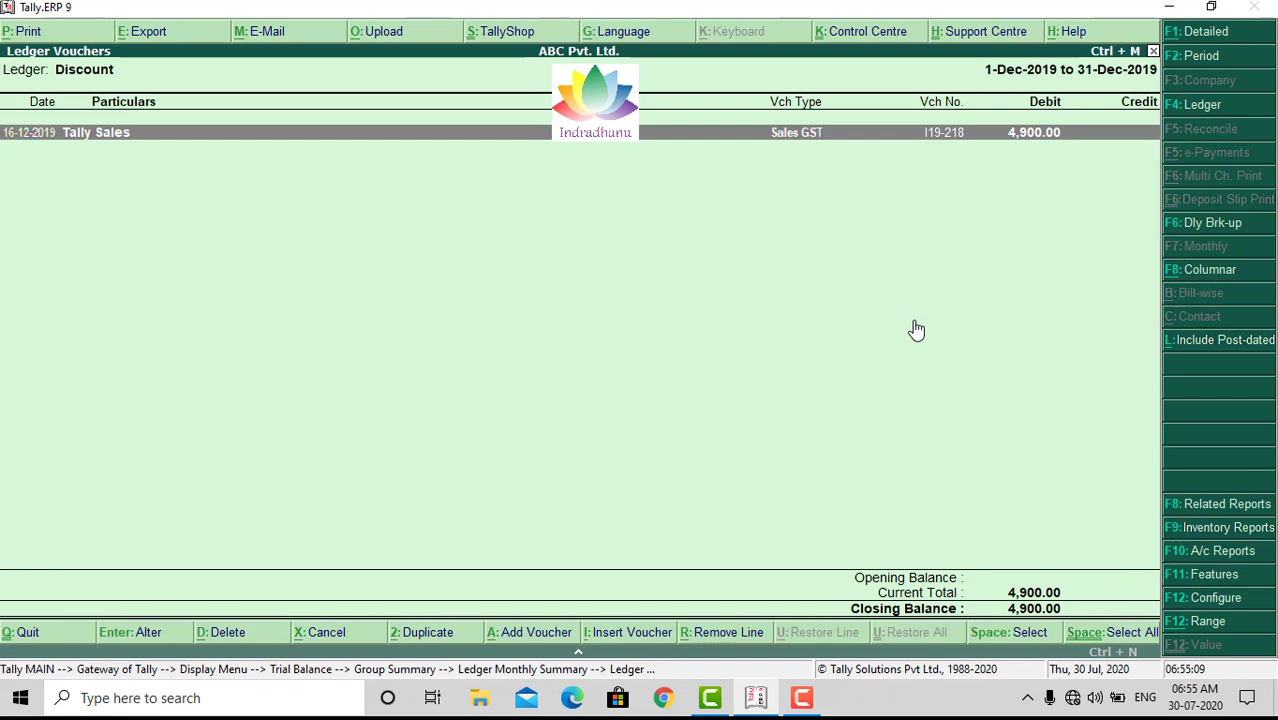 Tally.ERP 9
P: Print E: Export M: E-Mail O: Upload S: TallyShop G: Language K: Keyboard K: Control Centre H: Support Centre H: Help
Ledger Vouchers ABC Pvt. Ltd. Ctrl + M
Ledger: Discount 1-Dec-2019 to 31-Dec-2019
Date Particulars Vch Type Vch No. Debit Credit
Indradhanu
16-12-2019 Tally Sales Sales GST I19-218 4,900.00
F1: Detailed
F2: Period
F3: Company
F4: Ledger
F5: Reconcile
F5: e-Payments
F6: Multi Ch. Print
F6: Deposit Slip Print
F6: Dly Brk-up
F7: Monthly
F8: Columnar
B: Bill-wise
C: Contact
L: Include Post-dated
F8: Related Reports
F9: Inventory Reports
F10: A/c Reports
F11: Features
F12: Configure
F12: Range
F12: Value
Opening Balance :
Current Total : 4,900.00
Closing Balance : 4,900.00
Q: Quit Enter: Alter D: Delete X: Cancel 2: Duplicate A: Add Voucher I: Insert Voucher R: Remove Line U: Restore Line U: Restore All Space: Select Space: Select All
Ctrl + N
Tally MAIN --> Gateway of Tally --> Display Menu --> Trial Balance --> Group Summary --> Ledger Monthly Summary --> Ledger ... © Tally Solutions Pvt Ltd., 1988-2020 Thu, 30 Jul, 2020 06:55:09
Type here to search ENG 06:55 AM
30-07-2020